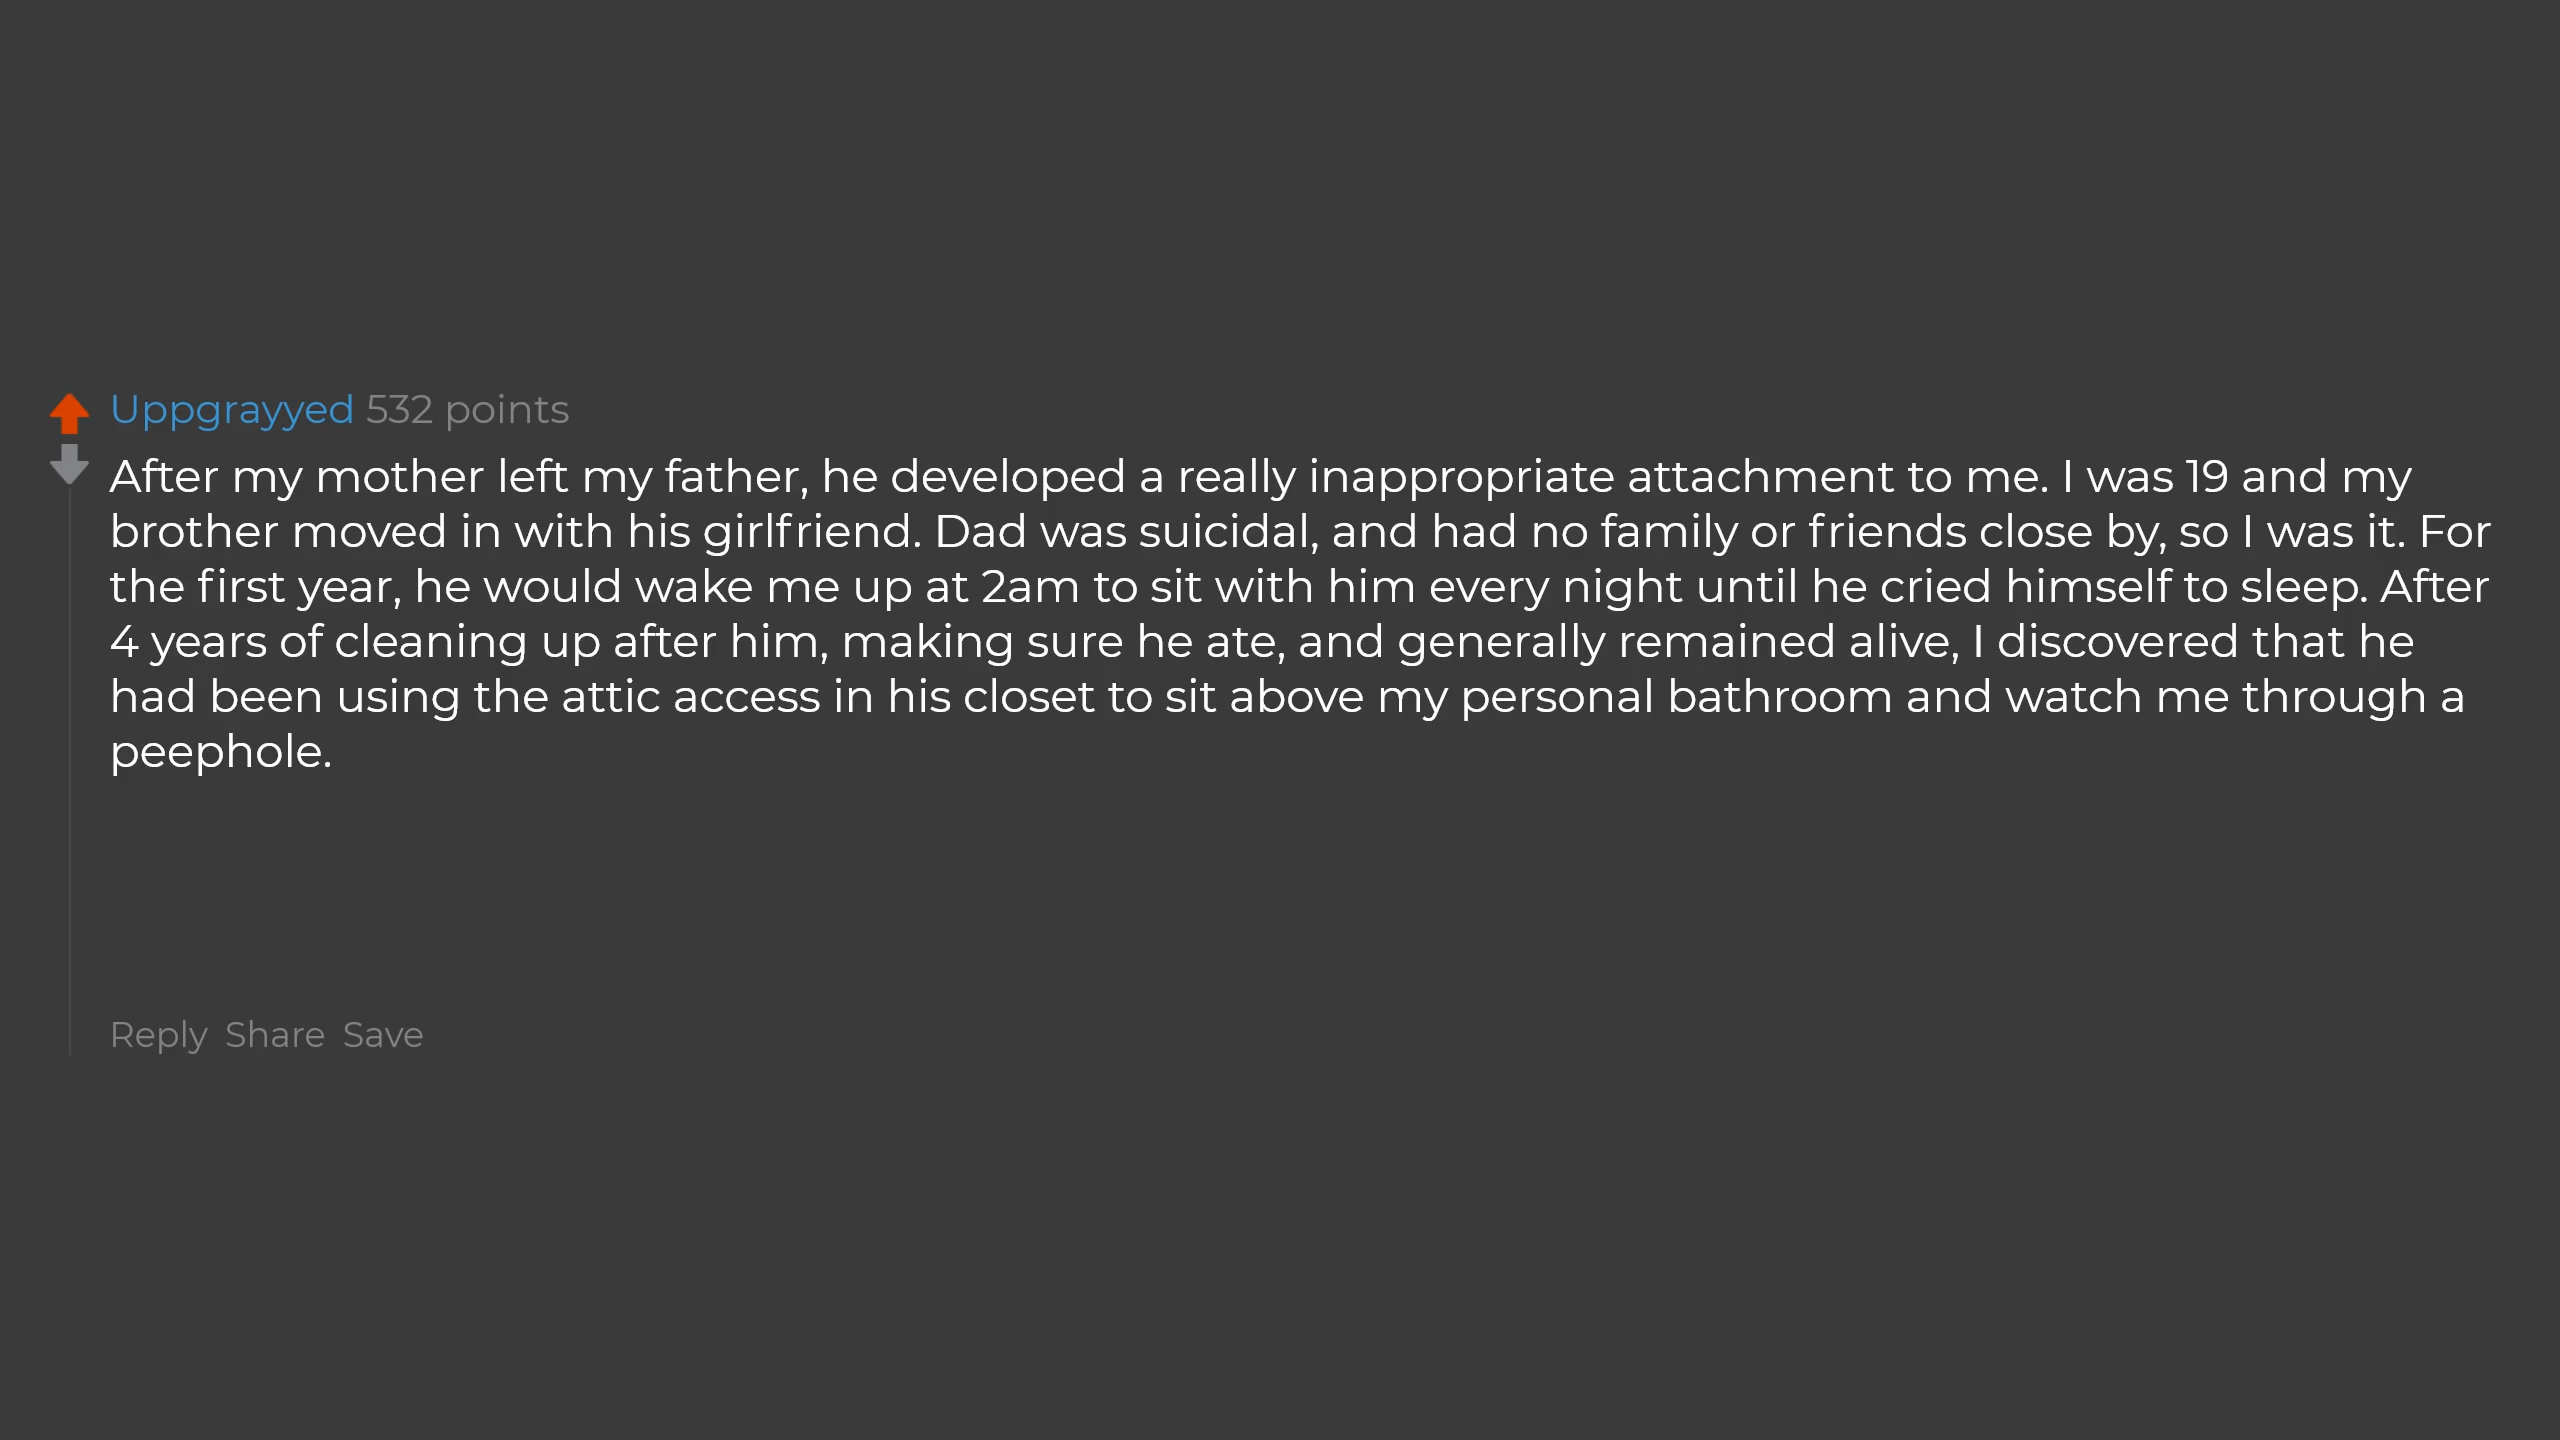 Uppgrayyed 532 points
After my mother left my father, he developed a really inappropriate attachment to me. I was 19 and my
brother moved in with his girlfriend. Dad was suicidal, and had no family or friends close by, so I was it. For
the first year, he would wake me up at 2am to sit with him every night until he cried himself to sleep. After
4 years of cleaning up after him, making sure he ate, and generally remained alive, I discovered that he
had been using the attic access in his closet to sit above my personal bathroom and watch me through a
peephole.
Reply Share Save